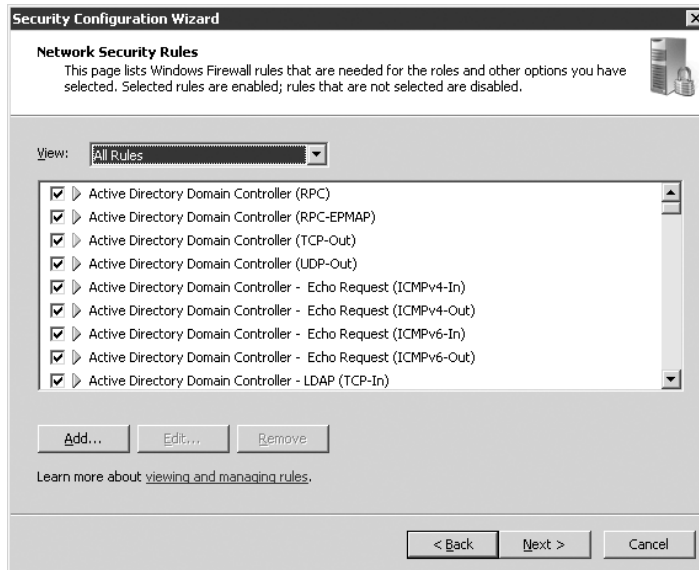 Security Configuration Wizard
Network Security Rules
This page lists Windows Firewall rules that are needed for the roles and other options you have
selected. Selected rules are enabled; rules that are not selected are disabled.
View:
All Rules
Active Directory Domain Controller (RPC)
Active Directory Domain Controller (RPC-EPMAP)
Active Directory Domain Controller (TCP-Out)
Active Directory Domain Controller (UDP-Out)
Active Directory Domain Controller - Echo Request (ICMPv4-In)
Active Directory Domain Controller - Echo Request (ICMPv4-Out)
Active Directory Domain Controller - Echo Request (ICMPv6-In)
Active Directory Domain Controller - Echo Request (ICMPv6-Out)
Active Directory Domain Controller - LDAP (TCP-In)
Add... Edit... Remove
Learn more about viewing and managing rules.
< Back Next > Cancel